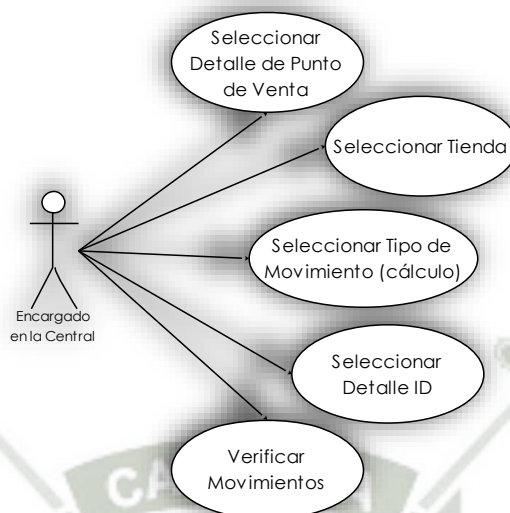 Seleccionar
Detalle de Punto
de Venta
Seleccionar Tienda
Seleccionar Tipo de
Movimiento (cálculo)
Encargado
en la Central
Seleccionar
Detalle ID
Verificar
Movimientos